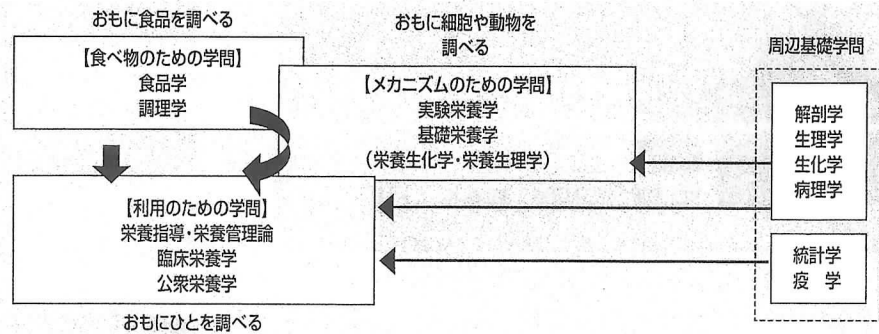 おもに食品を調べる
【食べ物のための学問】
食品学
調理学
おもに細胞や動物を
調べる
【メカニズムのための学問】
実験栄養学
基礎栄養学
(栄養生化学・栄養生理学)
【利用のための学問】
栄養指導・栄養管理論
臨床栄養学
公衆栄養学
おもにひとを調べる
周辺基礎学問
解剖学
生理学
生化学
病理学
統計学
疫 学